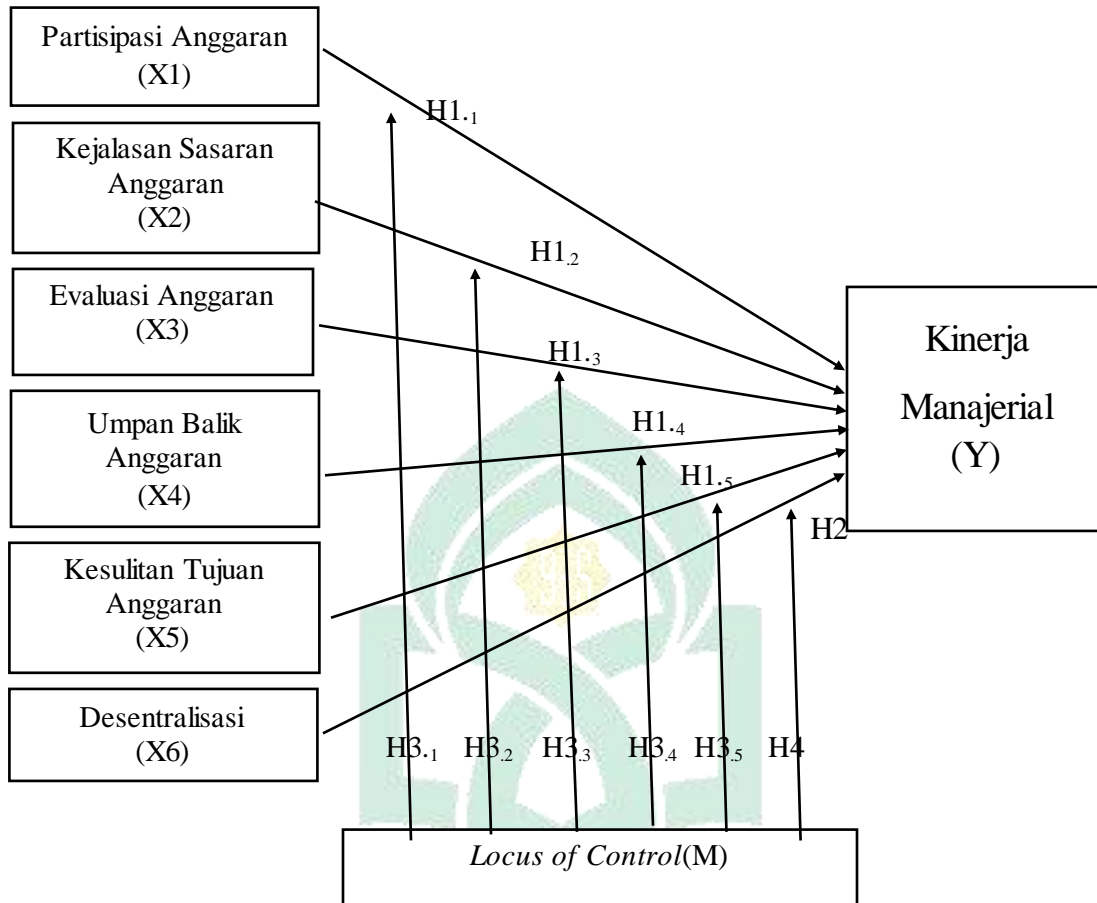 Partisipasi Anggaran
(X1)
Kejalasan Sasaran
Anggaran
(X2)
Evaluasi Anggaran
(X3)
Umpan Balik
Anggaran
(X4)
Kesulitan Tujuan
Anggaran
(X5)
Desentralisasi
(X6)
H1.1
H1.2
H1.3
H1.4
H1.5
H2
Kinerja
Manajerial
(Y)
H3.1 H3.2 H3.3 H3.4 H3.5 H4
Locus of Control(M)